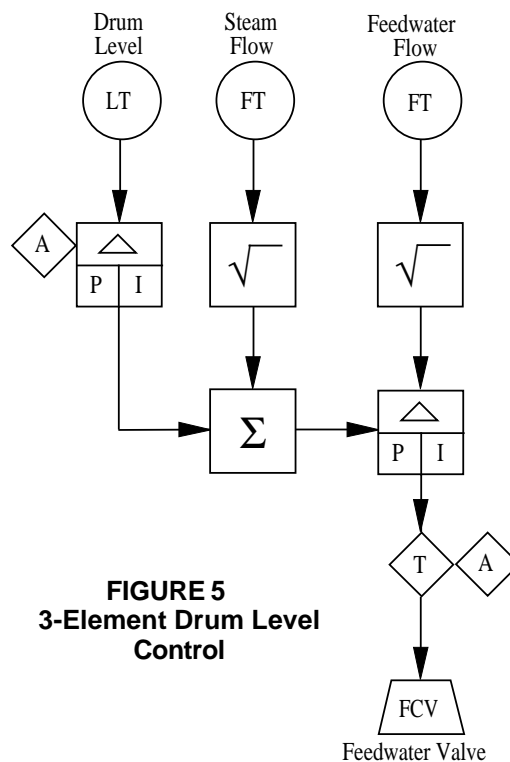 Drum Level
Steam Flow
Feedwater Flow
LT
FT
FT
A
△
P I
√
√
Σ
△
P I
T
A
FIGURE 5
3-Element Drum Level
Control
FCV
Feedwater Valve